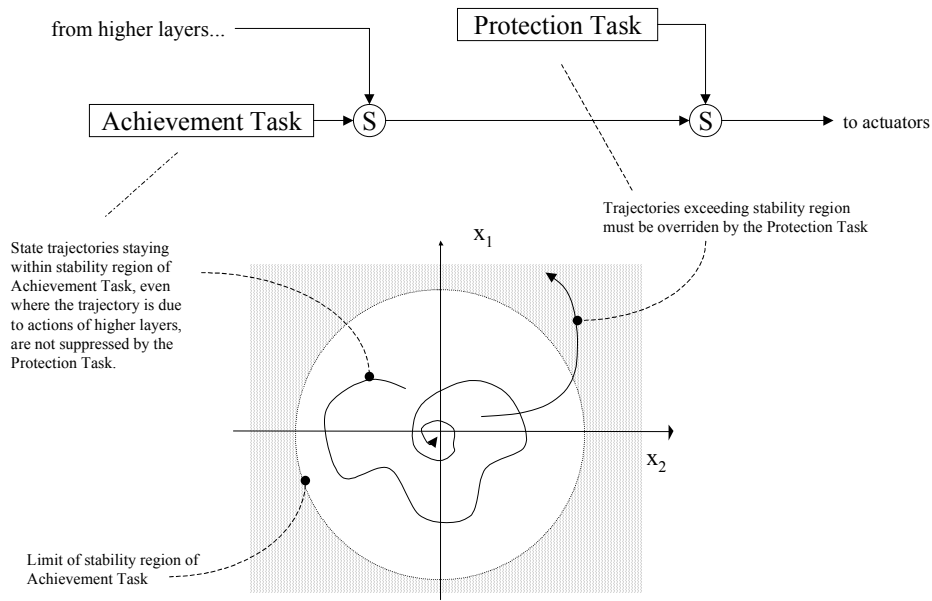 from higher layers...
Protection Task
Achievement Task
S
S
to actuators
Trajectories exceeding stability region
must be overriden by the Protection Task
State trajectories staying
within stability region of
Achievement Task, even
where the trajectory is due
to actions of higher layers,
are not suppressed by the
Protection Task.
x1
x2
Limit of stability region of
Achievement Task